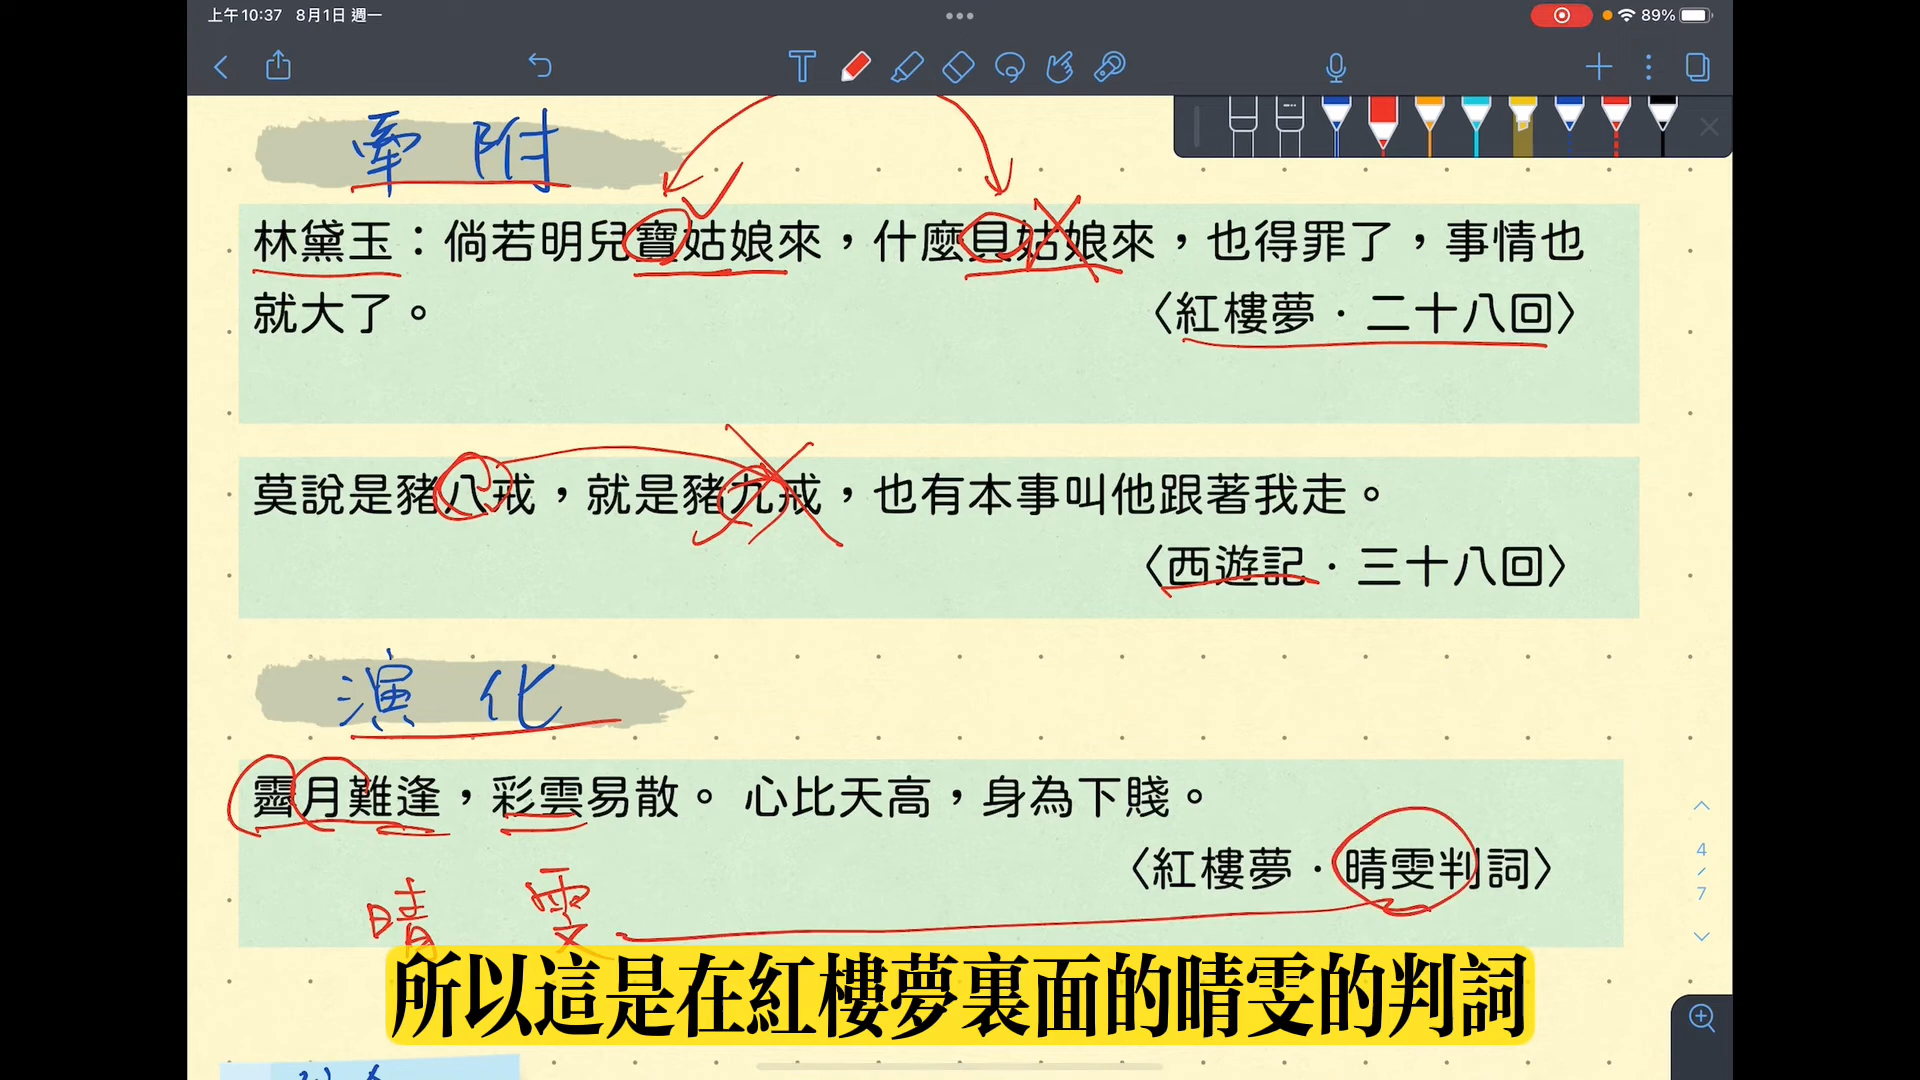 上午10:37 8月1日 週一
89%
牽附
林黛玉：倘若明兒寶姑娘來，什麼貝姑娘來，也得罪了，事情也
就大了。
〈紅樓夢．二十八回〉
莫說是豬八戒，就是豬九戒，也有本事叫他跟著我走。
〈西遊記．三十八回〉
演化
霽月難逢，彩雲易散。心比天高，身為下賤。
〈紅樓夢．晴雯判詞〉
晴 雯
4/7
所以這是在紅樓夢裏面的晴雯的判詞